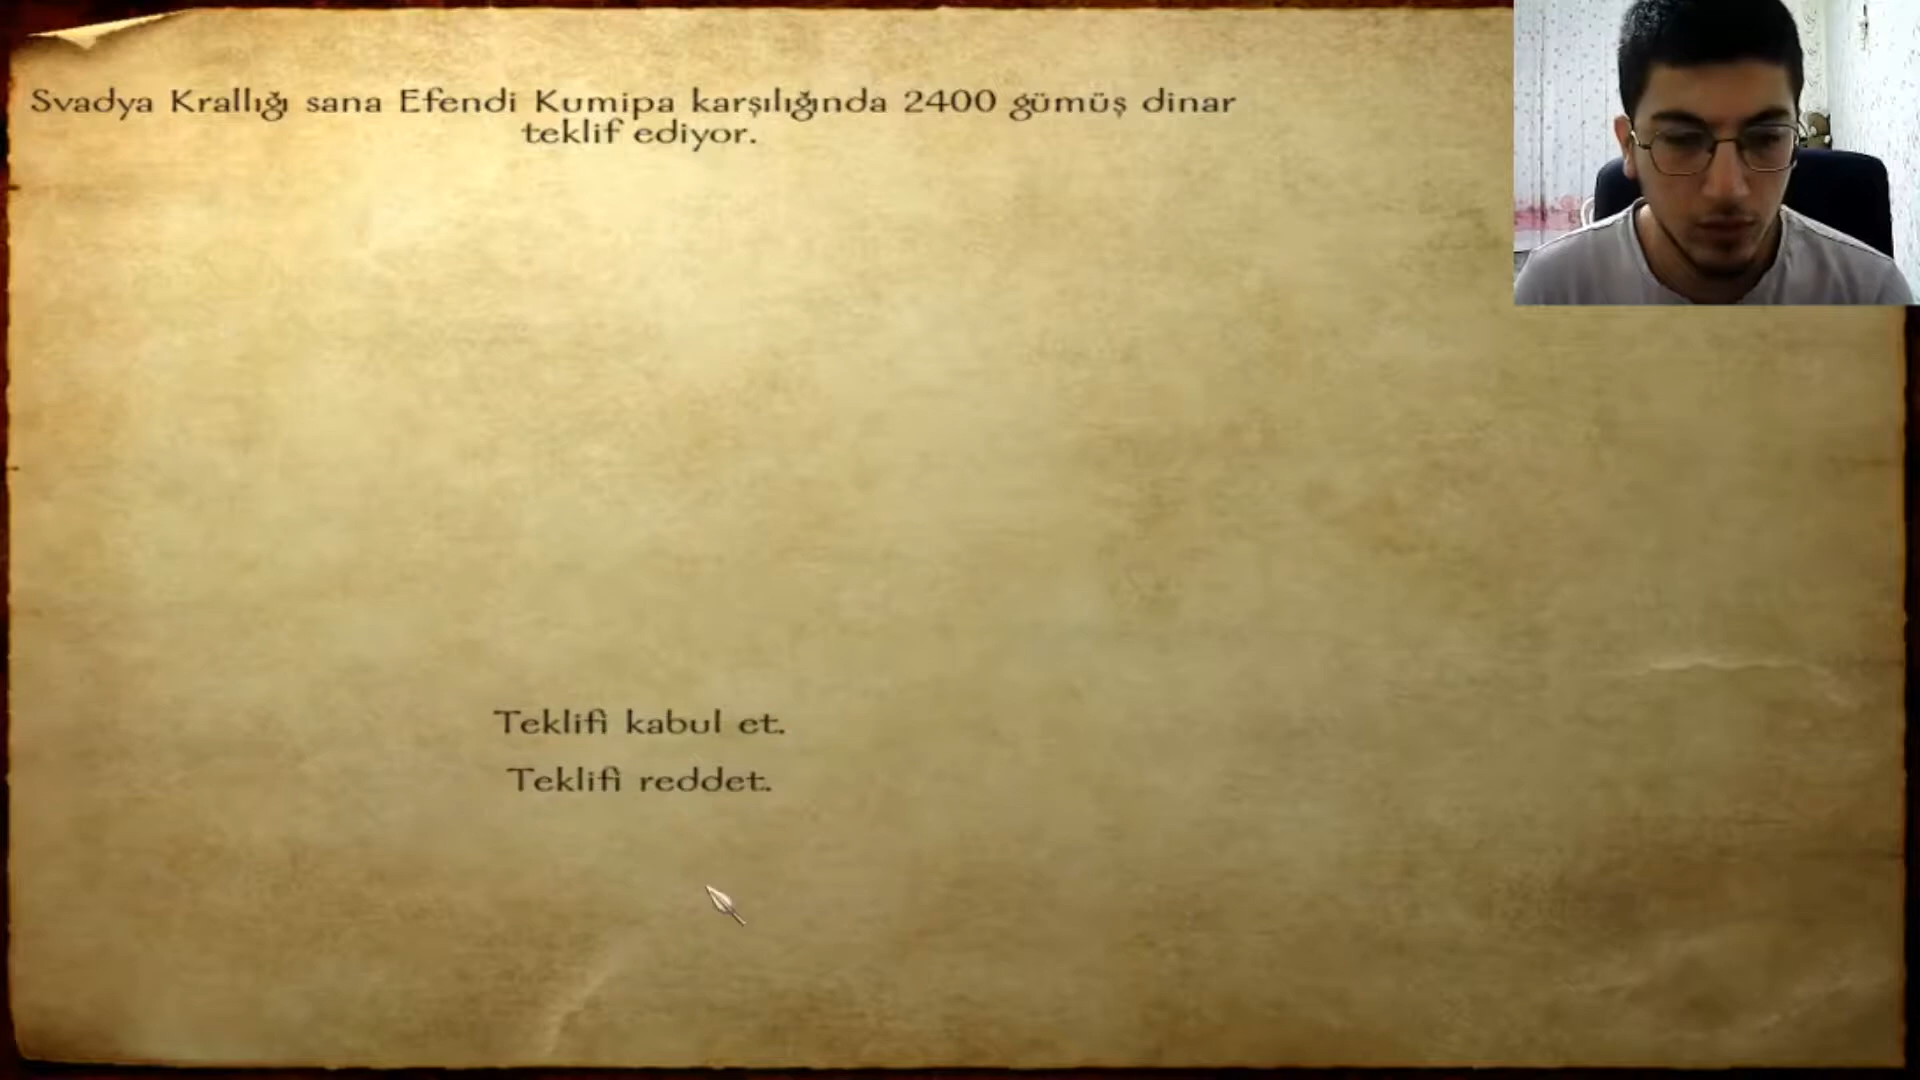 Svadya Krallığı sana Efendi Kumipa karşılığında 2400 gümüş dinar
teklif ediyor.
Teklifi kabul et.
Teklifi reddet.